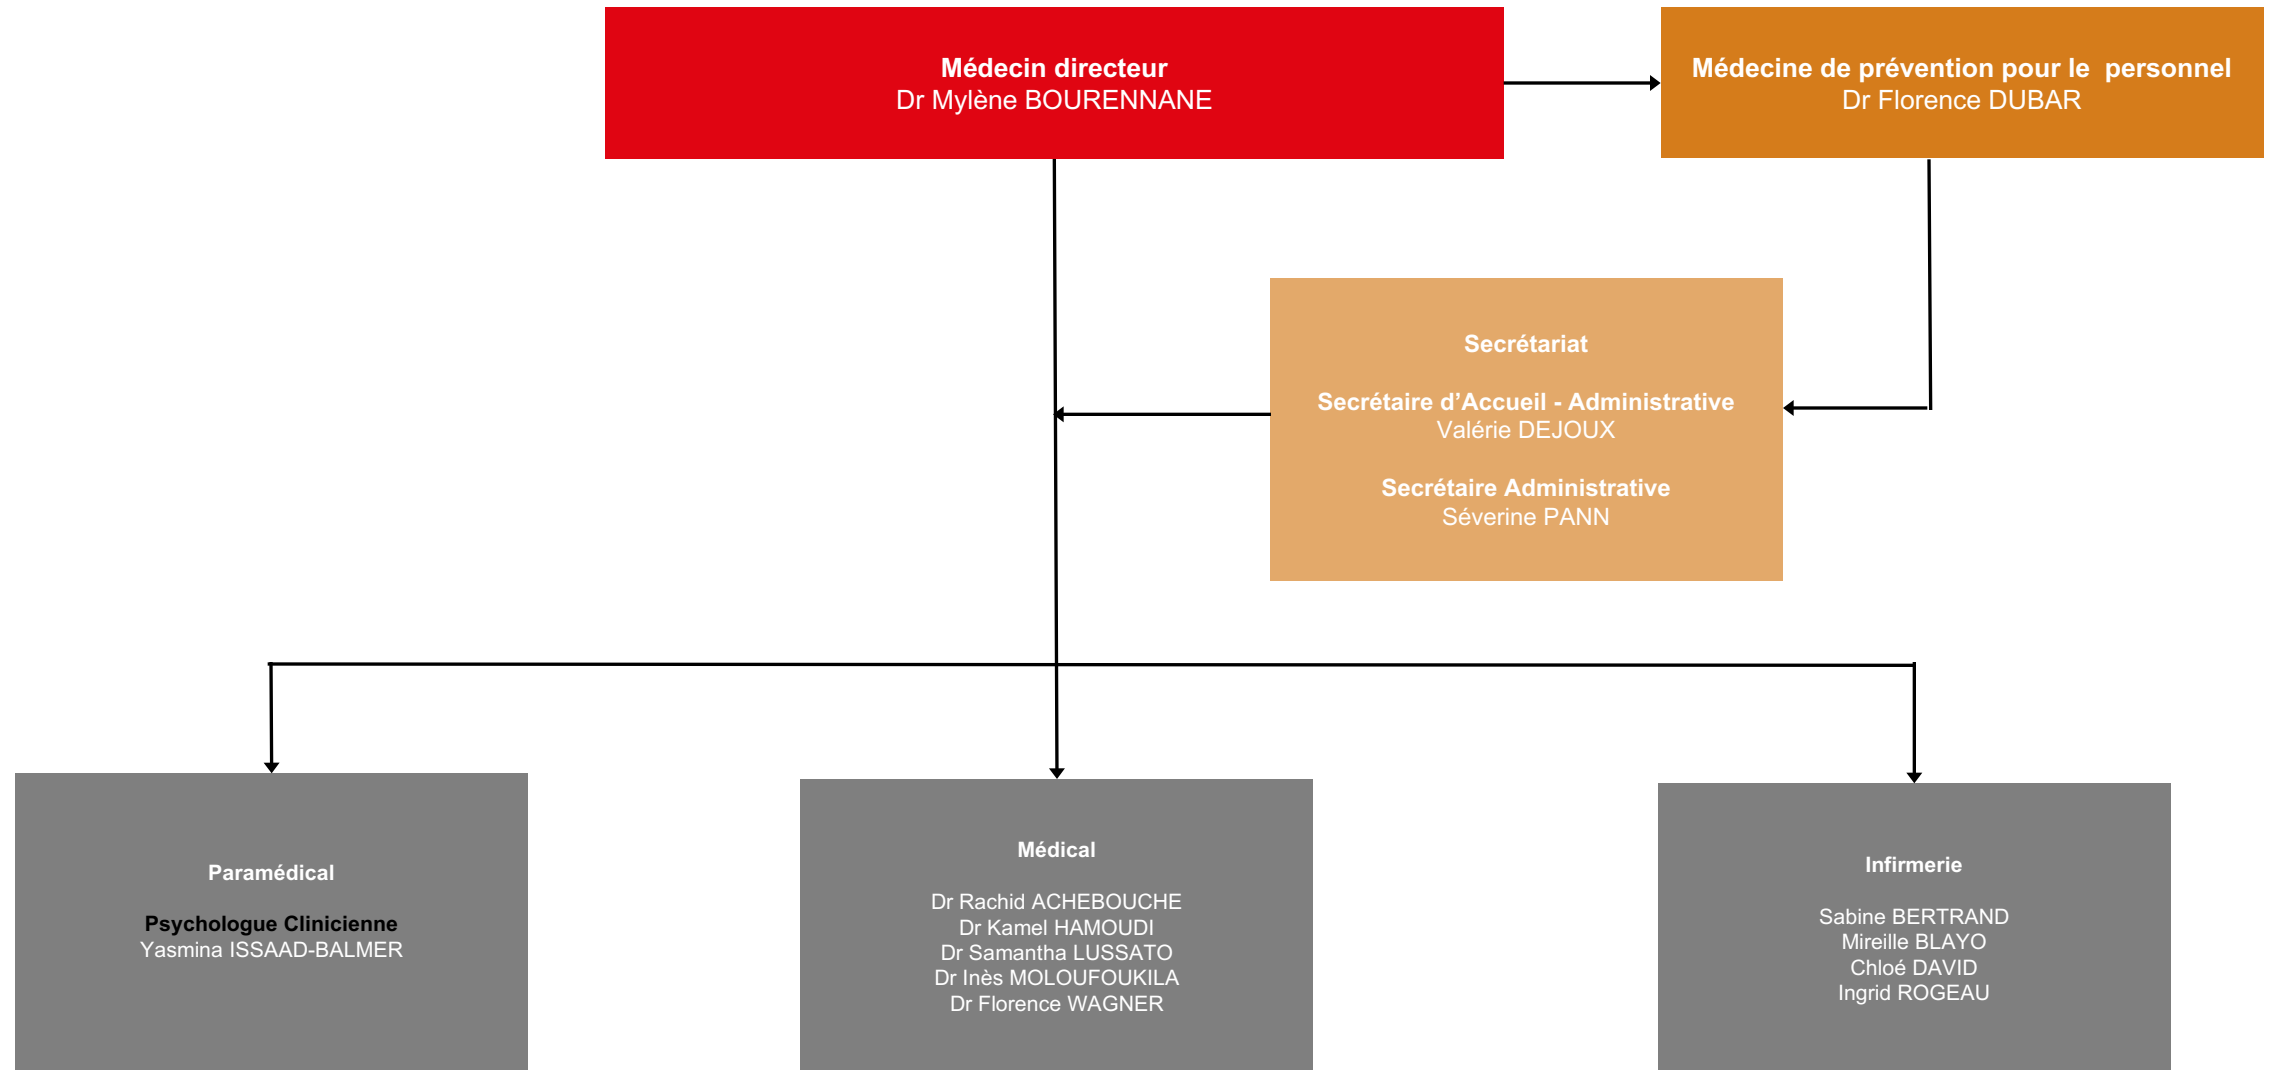 Médecin directeur
Dr Mylène BOURENNANE
Médecine de prévention pour le  personnel
Dr Florence DUBAR
Secrétariat
Secrétaire d’Accueil - Administrative
Valérie DEJOUX
Secrétaire Administrative
Séverine PANN
Paramédical
Psychologue Clinicienne
Yasmina ISSAAD-BALMER
Médical
Dr Rachid ACHEBOUCHE
Dr Kamel HAMOUDI
Dr Samantha LUSSATO
Dr Inès MOLOUFOUKILA
Dr Florence WAGNER
Infirmerie
Sabine BERTRAND
Mireille BLAYO
Chloé DAVID
Ingrid ROGEAU